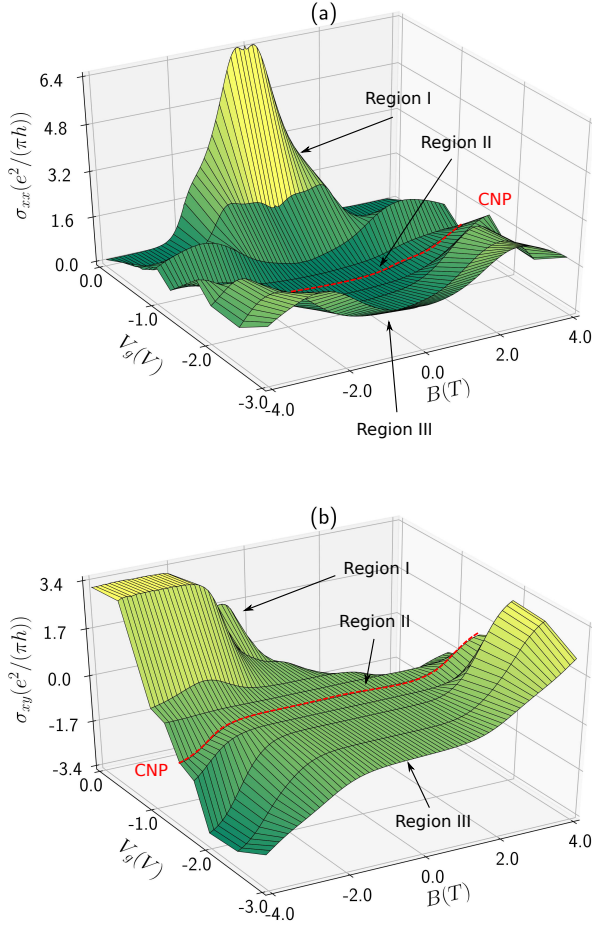 (a)
6.4
4.8
3.2
1.6
0.0
σxx(e²/(πh))
Region I
Region II
CNP
Region III
0.0
-1.0
-2.0
-3.0
Vg(V)
-4.0
-2.0
0.0
2.0
4.0
B(T)
(b)
3.4
1.7
0.0
-1.7
-3.4
σxy(e²/(πh))
Region I
Region II
CNP
Region III
0.0
-1.0
-2.0
-3.0
Vg(V)
-4.0
-2.0
0.0
2.0
4.0
B(T)